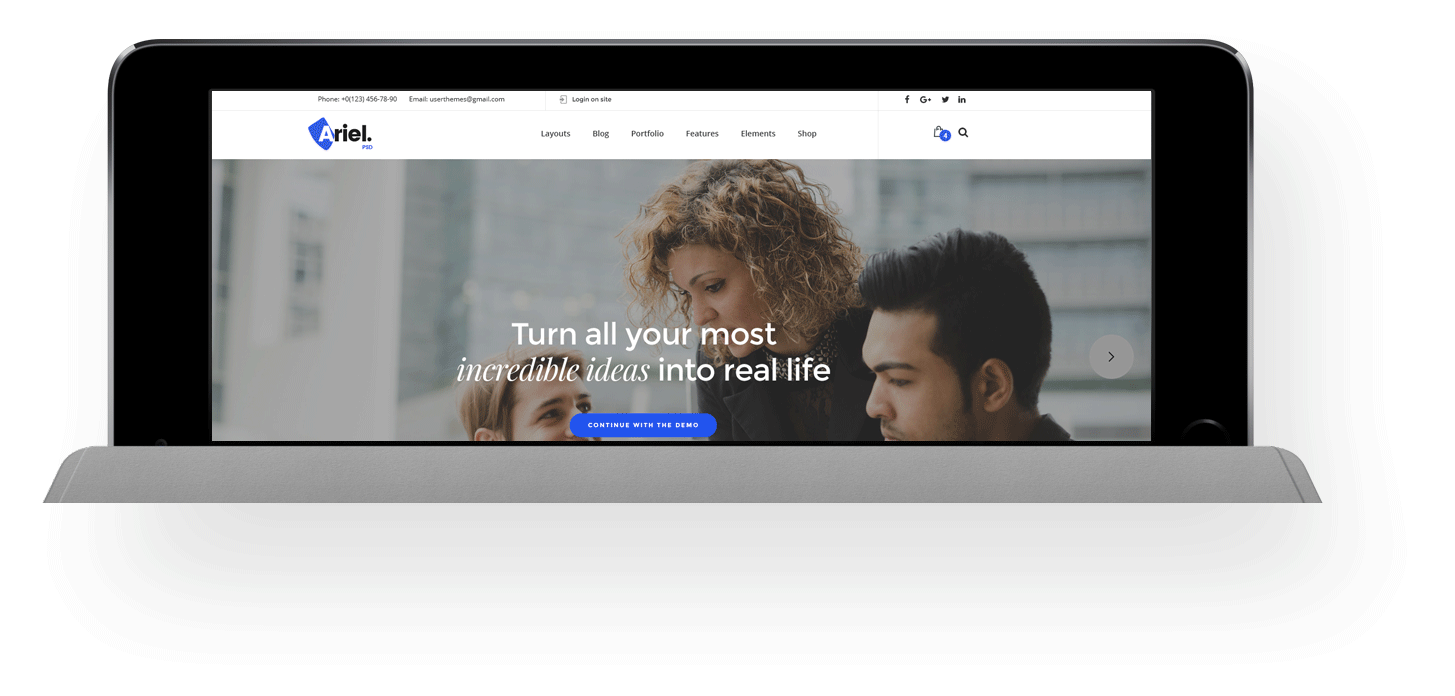 Phone: +0(123) 456-78-90 Email: userthemes@gmail.com Login on site
Ariel.
PSD
Layouts Blog Portfolio Features Elements Shop
4
Turn all your most
incredible ideas into real life
CONTINUE WITH THE DEMO